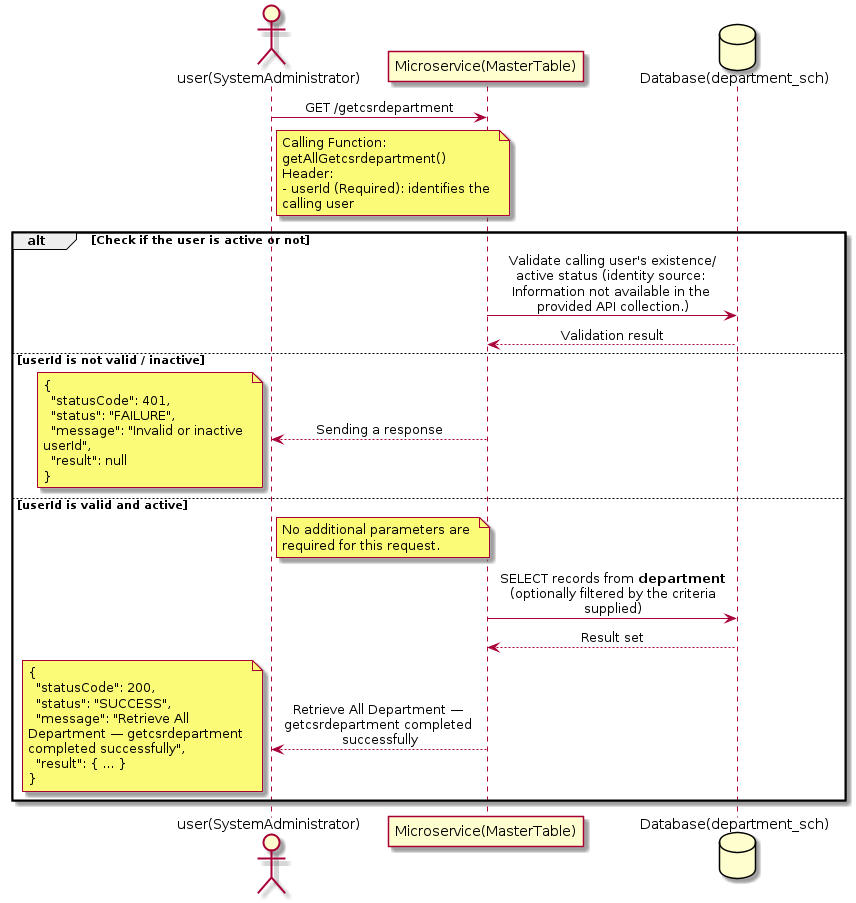 user(SystemAdministrator)
Microservice(MasterTable)
Database(department_sch)
GET /getcsrdepartment
Calling Function:
getAllGetcsrdepartment()
Header:
- userId (Required): identifies the
calling user
alt
[Check if the user is active or not]
Validate calling user's existence/
active status (identity source:
Information not available in the
provided API collection.)
Validation result
[userId is not valid / inactive]
{
"statusCode": 401,
"status": "FAILURE",
"message": "Invalid or inactive
userId",
"result": null
}
Sending a response
[userId is valid and active]
No additional parameters are
required for this request.
SELECT records from department
(optionally filtered by the criteria
supplied)
Result set
{
"statusCode": 200,
"status": "SUCCESS",
"message": "Retrieve All
Department — getcsrdepartment
completed successfully",
"result": { ... }
}
Retrieve All Department —
getcsrdepartment completed
successfully
user(SystemAdministrator)
Microservice(MasterTable)
Database(department_sch)